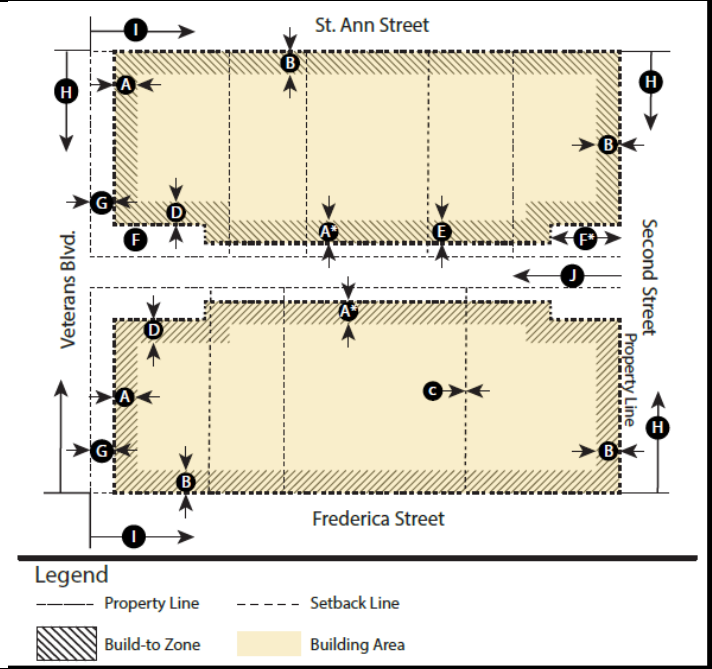 I
St. Ann Street
H
B
H
A
B
G
D
A*
E
F
F*
Veterans Blvd.
Second Street
J
A*
D
Property Line
A
C
H
G
B
B
Frederica Street
I
Legend
Property Line
Setback Line
Build-to Zone
Building Area